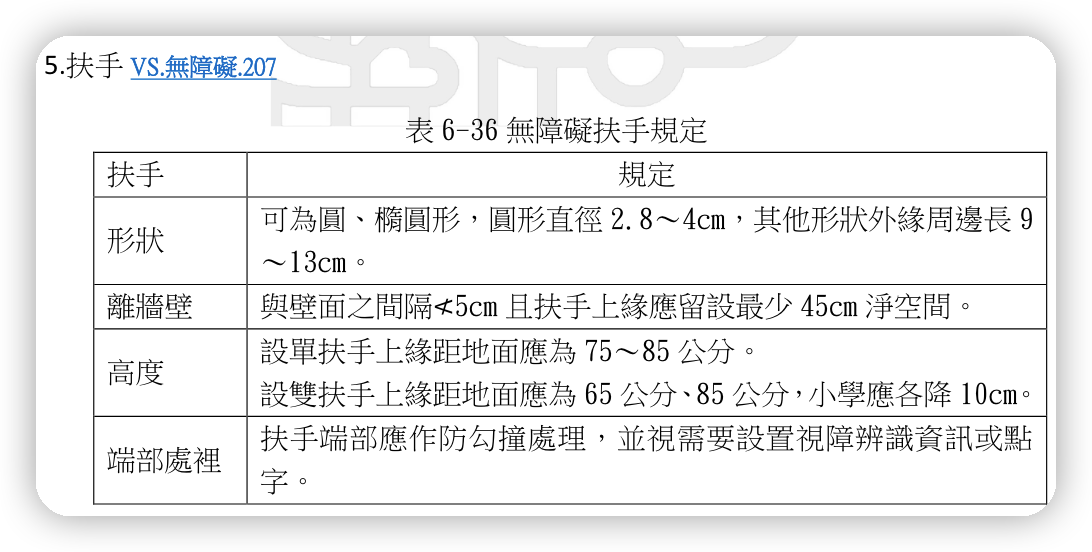 5.扶手 VS.無障礙.207
表 6-36 無障礙扶手規定
扶手 規定
形狀 可為圓、橢圓形，圓形直徑 2.8～4cm，其他形狀外緣周邊長 9
～13cm。
離牆壁 與壁面之間隔≮5cm 且扶手上緣應留設最少 45cm 淨空間。
高度 設單扶手上緣距地面應為 75～85 公分。
設雙扶手上緣距地面應為 65 公分、85 公分，小學應各降 10cm。
端部處裡 扶手端部應作防勾撞處理，並視需要設置視障辨識資訊或點
字。